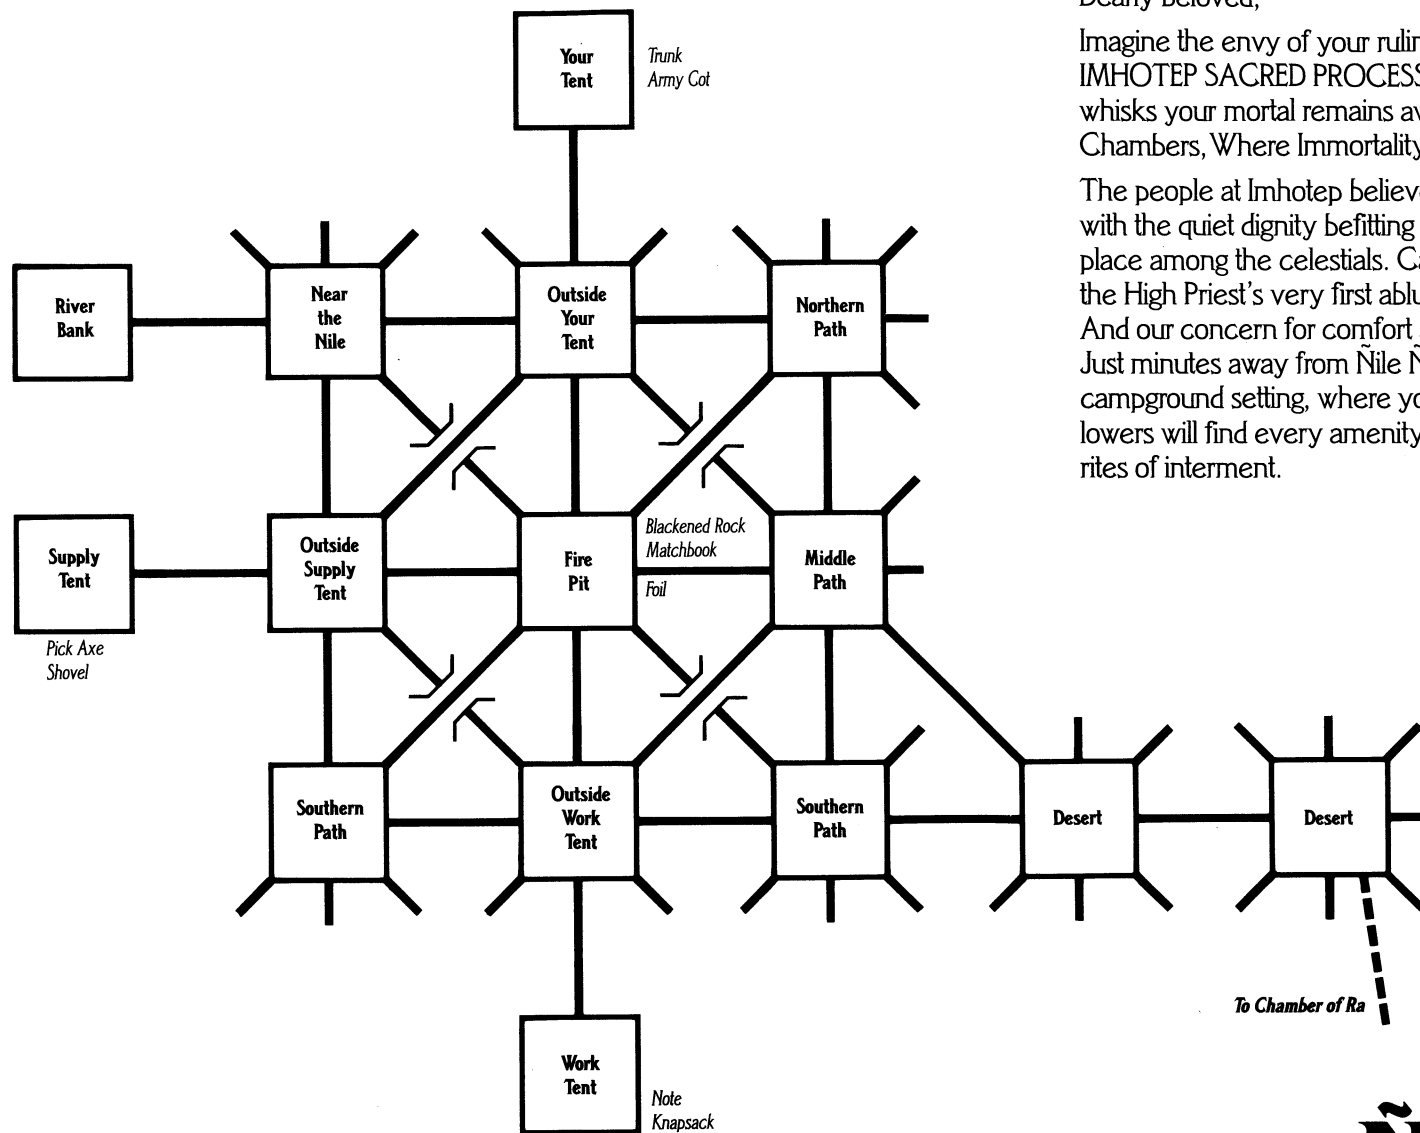 Dearly Beloved,
Imagine the envy of your rulin
IMHOTEP SACRED PROCESS
whisks your mortal remains av
Chambers, Where Immortality
The people at Imhotep believe
with the quiet dignity befitting
place among the celestials. Ca
the High Priest's very first ablu
And our concern for comfort
Just minutes away from Ñile Ñ
campground setting, where yo
lowers will find every amenity
rites of interment.
Your
Tent
Trunk
Army Cot
River
Bank
Near
the
Nile
Outside
Your
Tent
Northern
Path
Supply
Tent
Pick Axe
Shovel
Outside
Supply
Tent
Fire
Pit
Blackened Rock
Matchbook
Foil
Middle
Path
Southern
Path
Outside
Work
Tent
Southern
Path
Desert
Desert
To Chamber of Ra
Work
Tent
Note
Knapsack